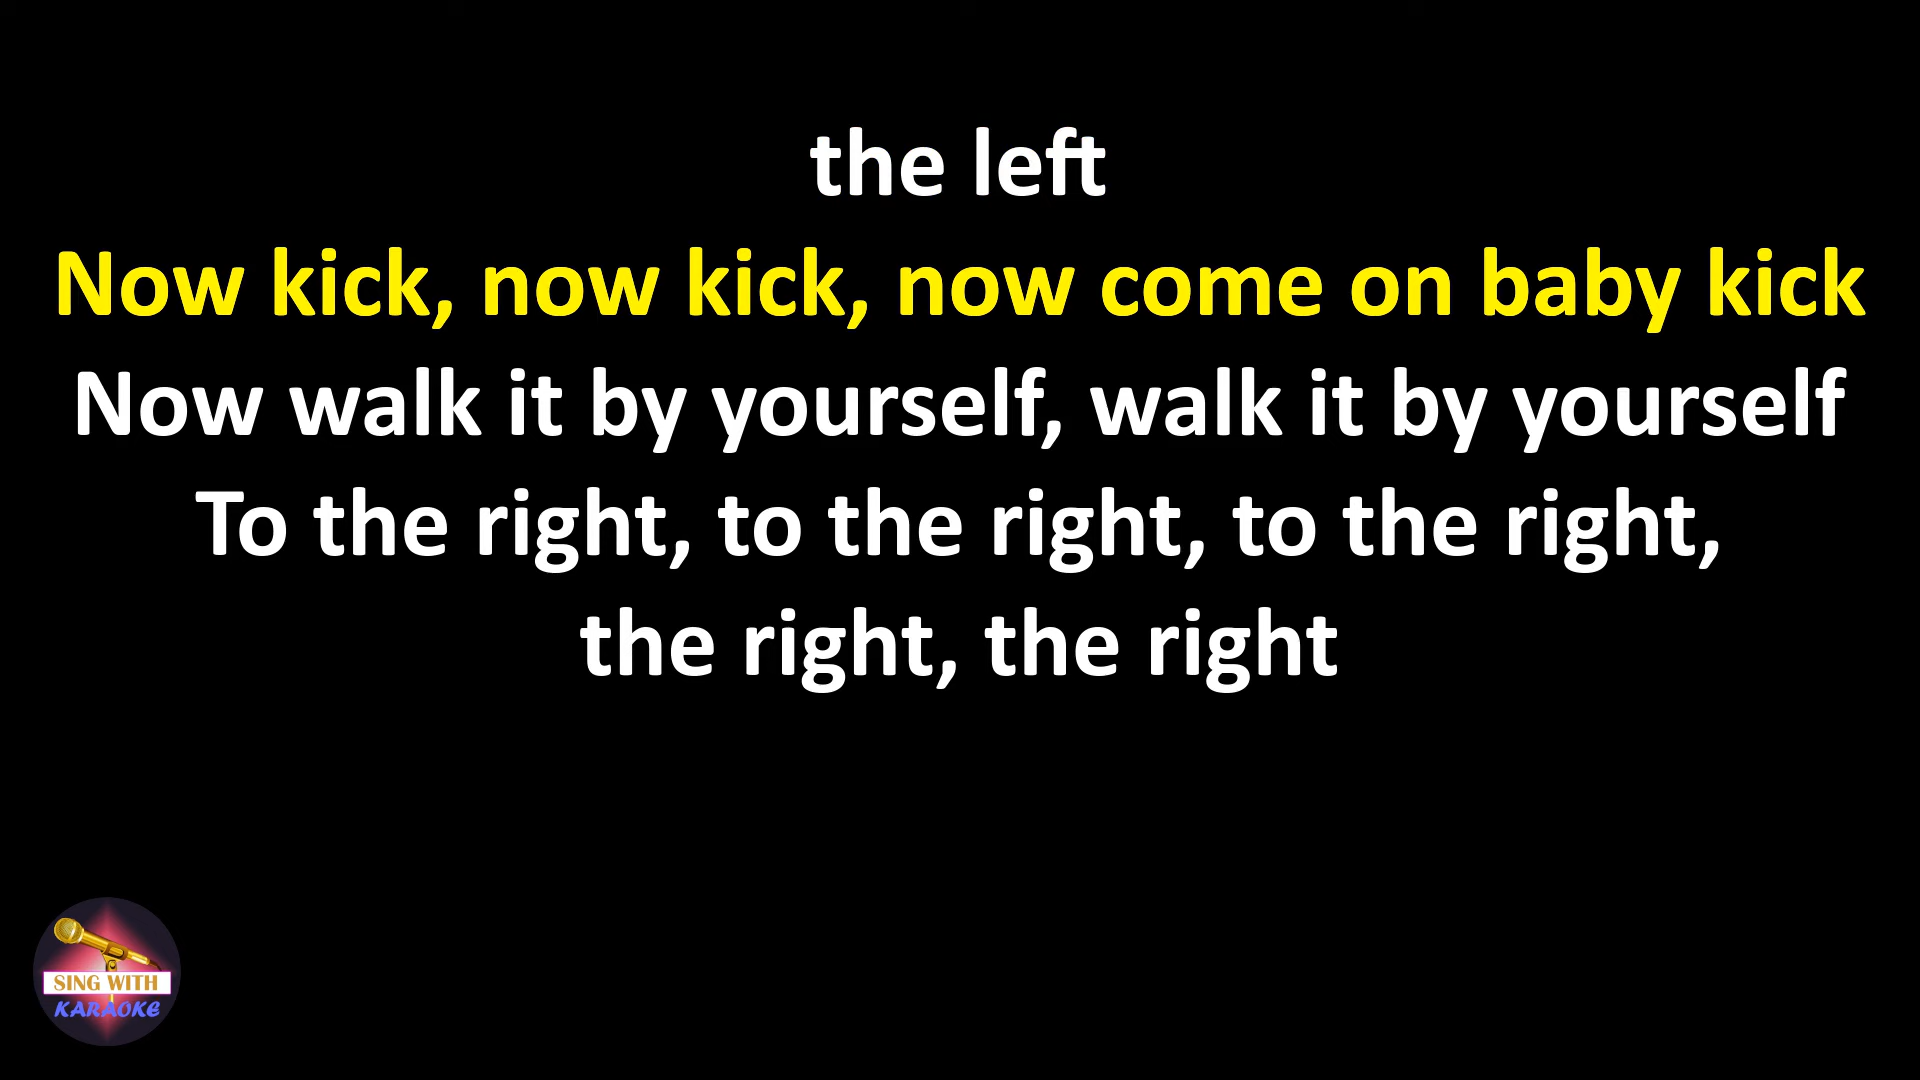 the left
Now kick, now kick, now come on baby kick
Now walk it by yourself, walk it by yourself
To the right, to the right, to the right,
the right, the right
SING WITH
KARAOKE